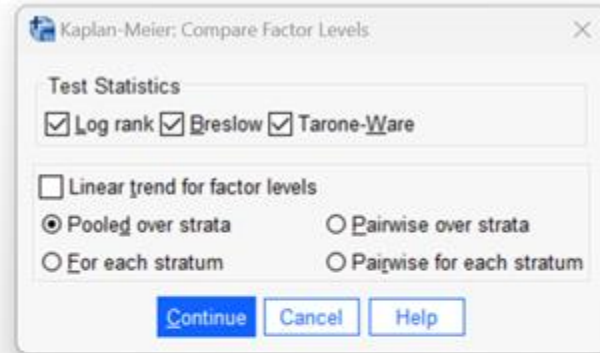 Kaplan-Meier: Compare Factor Levels
Test Statistics
Log rank Breslow Tarone-Ware
Linear trend for factor levels
Pooled over strata Pairwise over strata
For each stratum Pairwise for each stratum
Continue Cancel Help